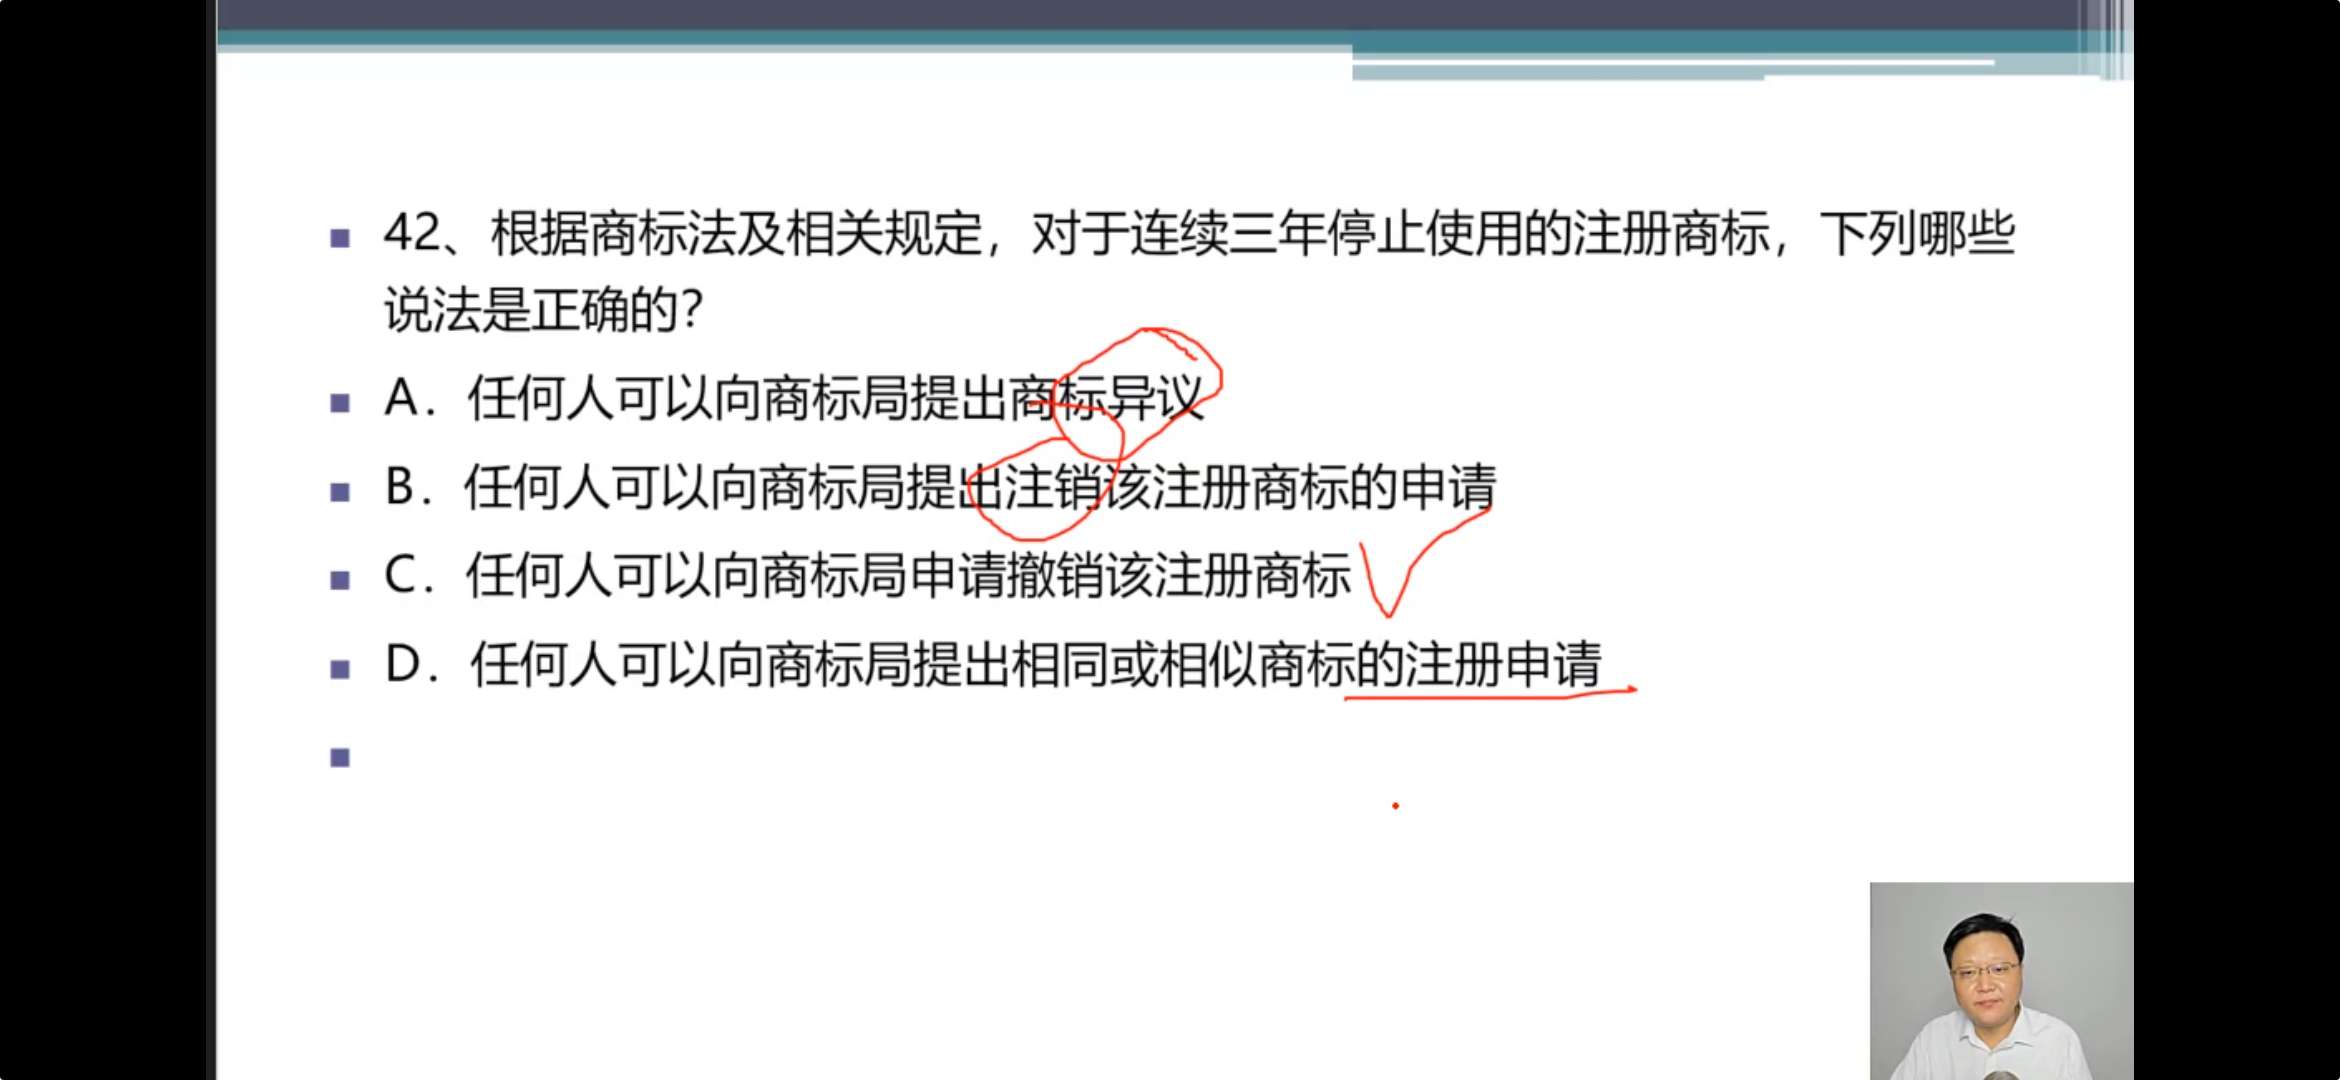 42、根据商标法及相关规定，对于连续三年停止使用的注册商标，下列哪些
说法是正确的？
A．任何人可以向商标局提出商标异议
B．任何人可以向商标局提出注销该注册商标的申请
C．任何人可以向商标局申请撤销该注册商标
D．任何人可以向商标局提出相同或相似商标的注册申请